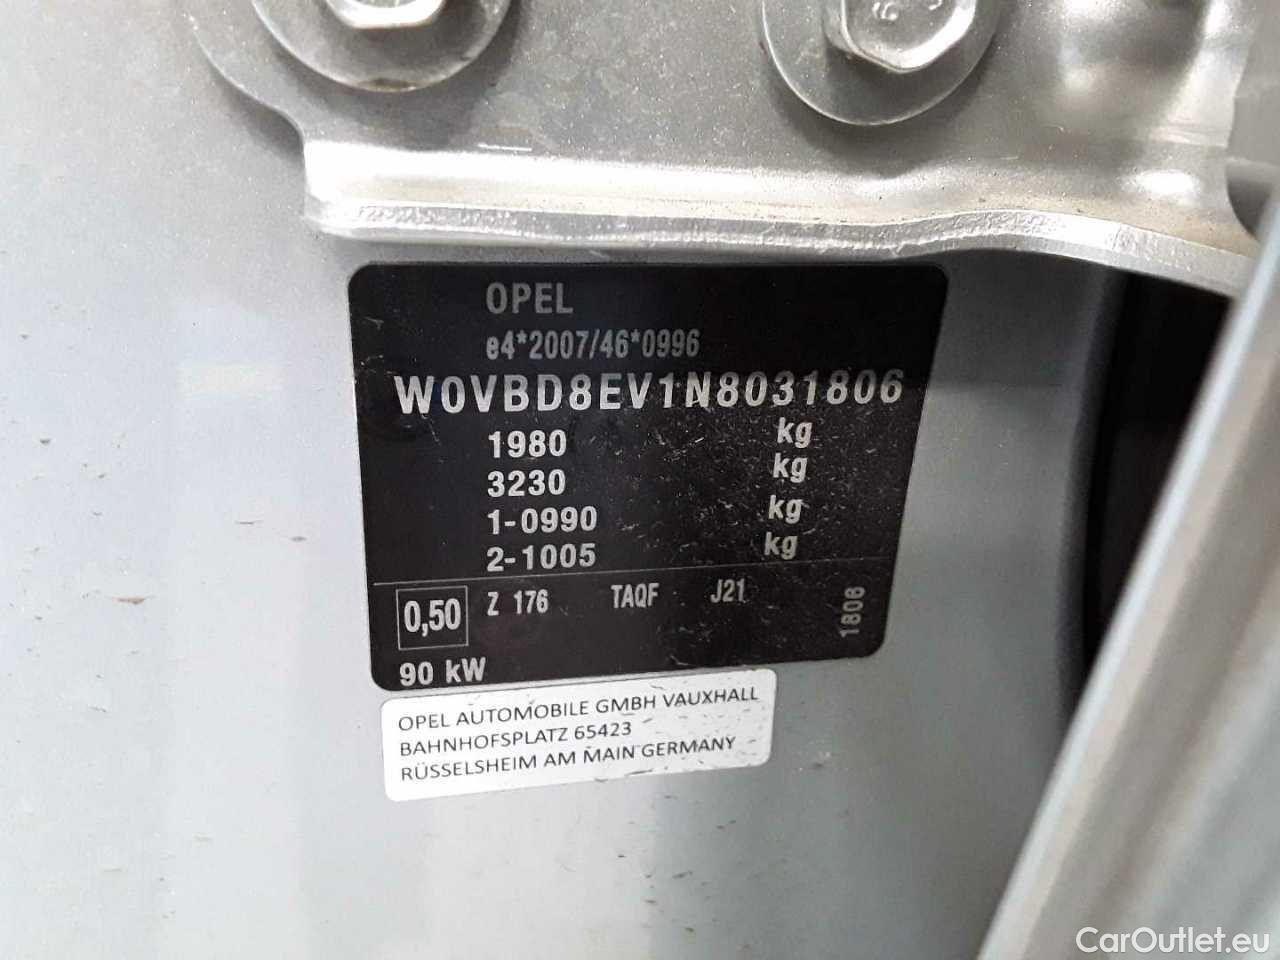 OPEL
e4*2007/46*0996
W0VBD8EV1N8031806
1980 kg
3230 kg
1-0990 kg
2-1005 kg
0,50 Z 176 TAQF J21 1806
90 kW
OPEL AUTOMOBILE GMBH VAUXHALL
BAHNHOFSPLATZ 65423
RÜSSELSHEIM AM MAIN GERMANY
CarOutlet.eu